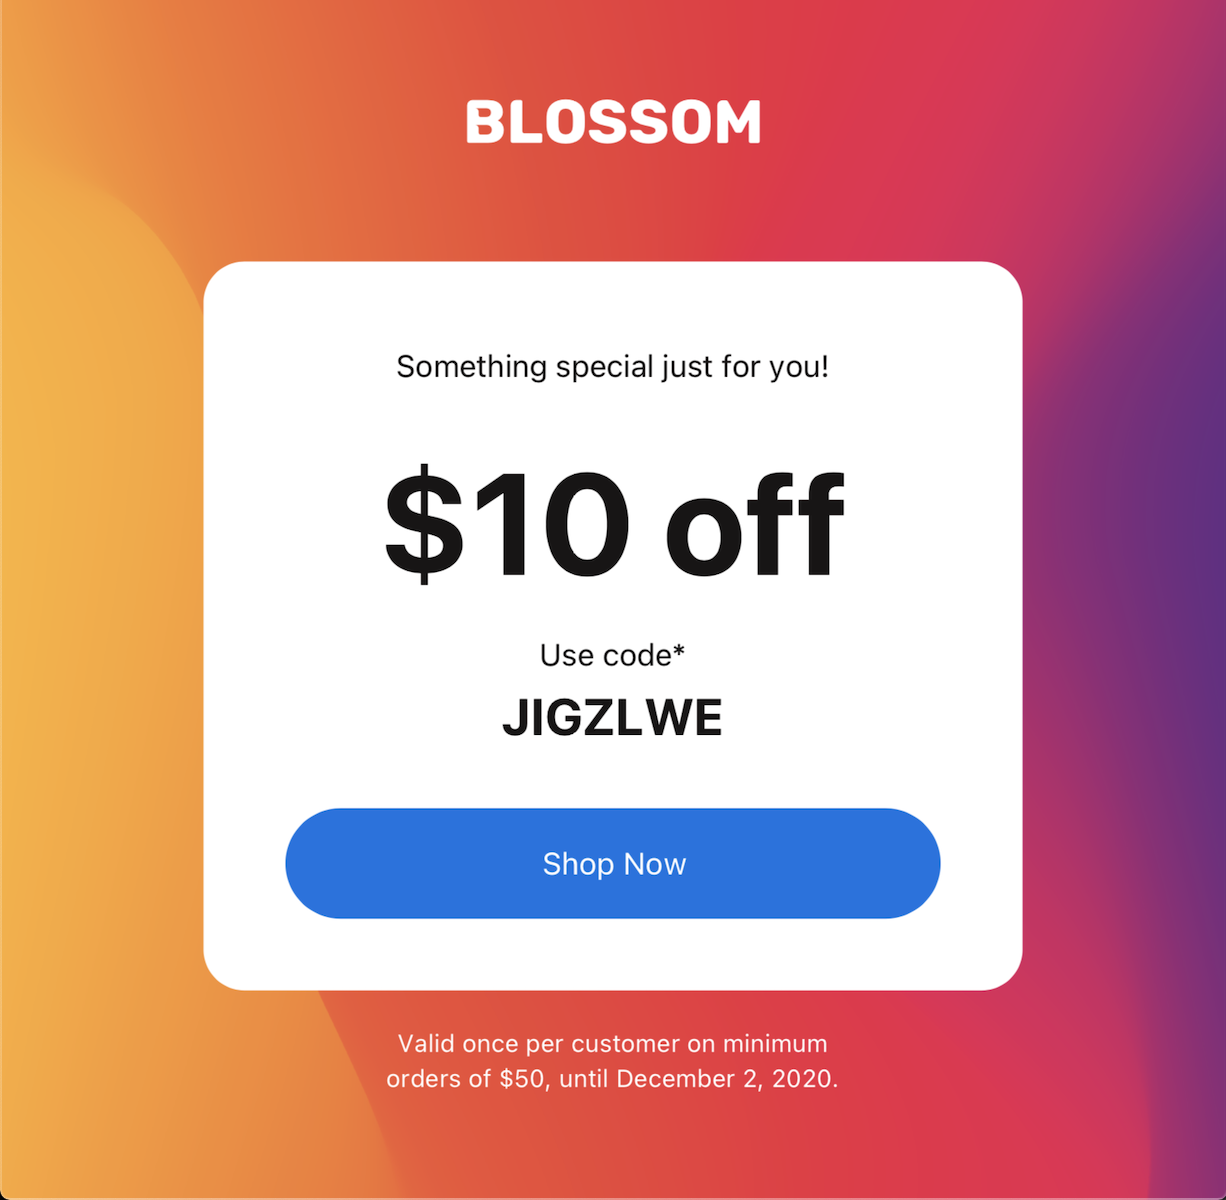 BLOSSOM
Something special just for you!
$10 off
Use code*
JIGZLWE
Shop Now
Valid once per customer on minimum
orders of $50, until December 2, 2020.